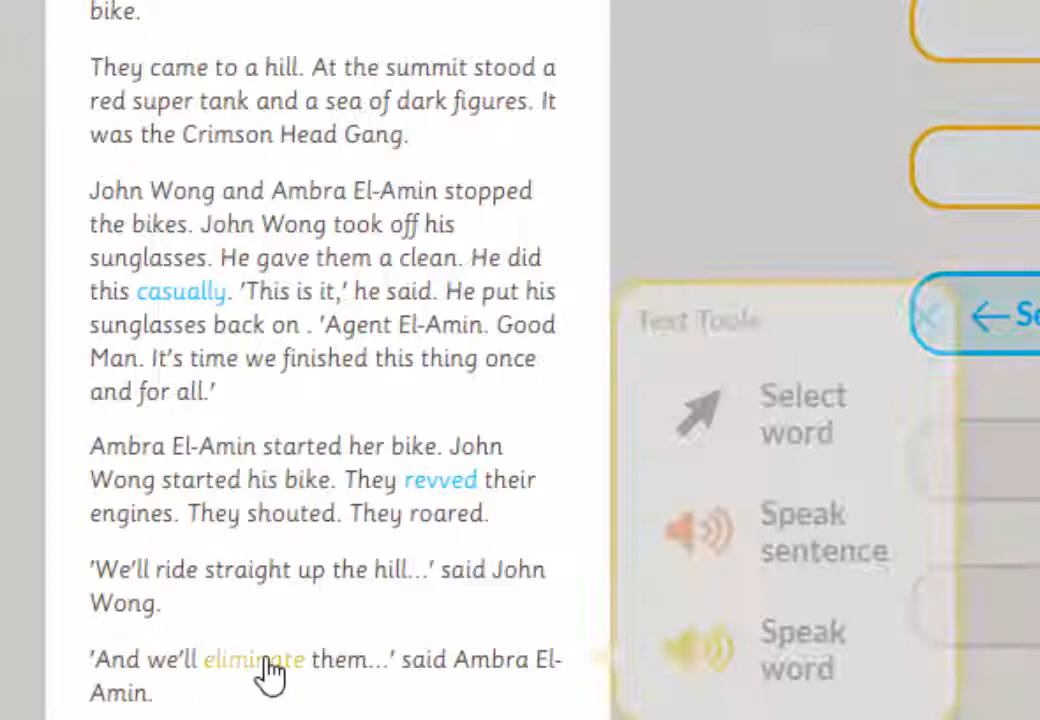 bike.
They came to a hill. At the summit stood a
red super tank and a sea of dark figures. It
was the Crimson Head Gang.
John Wong and Ambra El-Amin stopped
the bikes. John Wong took off his
sunglasses. He gave them a clean. He did
this casually. 'This is it,' he said. He put his
sunglasses back on . 'Agent El-Amin. Good
Man. It's time we finished this thing once
and for all.'
Ambra El-Amin started her bike. John
Wong started his bike. They revved their
engines. They shouted. They roared.
'We'll ride straight up the hill...' said John
Wong.
'And we'll eliminate them...' said Ambra El-
Amin.
Text Tools
Select
word
Speak
sentence
Speak
word